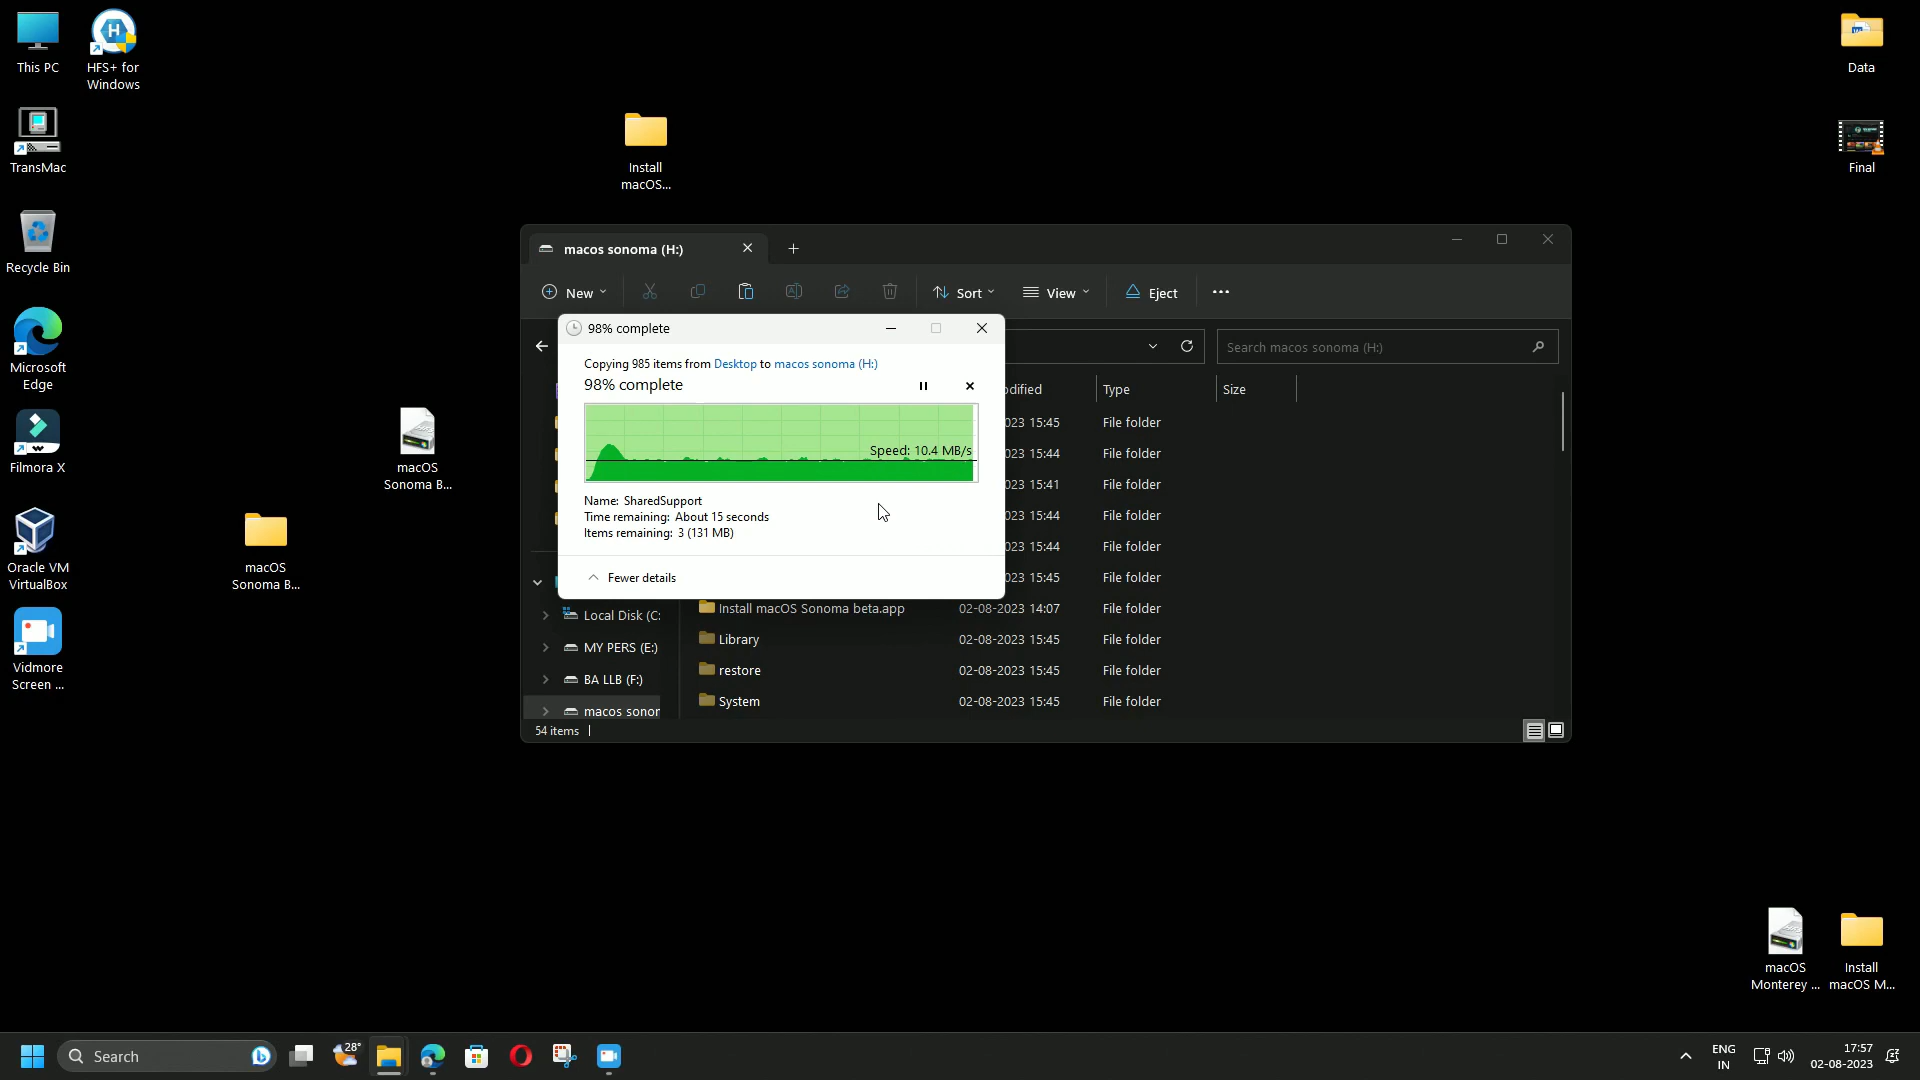 This PC
HFS+ for
Windows
TransMac
Recycle Bin
Microsoft
Edge
Filmora X
Oracle VM
VirtualBox
Vidmore
Screen ...
macOS
Sonoma B...
macOS
Sonoma B...
Install
macOS...
Data
Final
macOS
Monterey ...
Install
macOS M...
macos sonoma (H:)
New
Sort
View
Eject
Search macos sonoma (H:)
98% complete
Copying 985 items from Desktop to macos sonoma (H:)
98% complete
Speed: 10.4 MB/s
Name: SharedSupport
Time remaining: About 15 seconds
Items remaining: 3 (131 MB)
Fewer details
odified
Type
Size
023 15:45
File folder
023 15:44
File folder
023 15:41
File folder
023 15:44
File folder
023 15:44
File folder
023 15:45
File folder
Install macOS Sonoma beta.app
02-08-2023 14:07
File folder
Library
02-08-2023 15:45
File folder
restore
02-08-2023 15:45
File folder
System
02-08-2023 15:45
File folder
Local Disk (C:
MY PERS (E:)
BA LLB (F:)
macos sonor
54 items
Search
28°
ENG
IN
17:57
02-08-2023